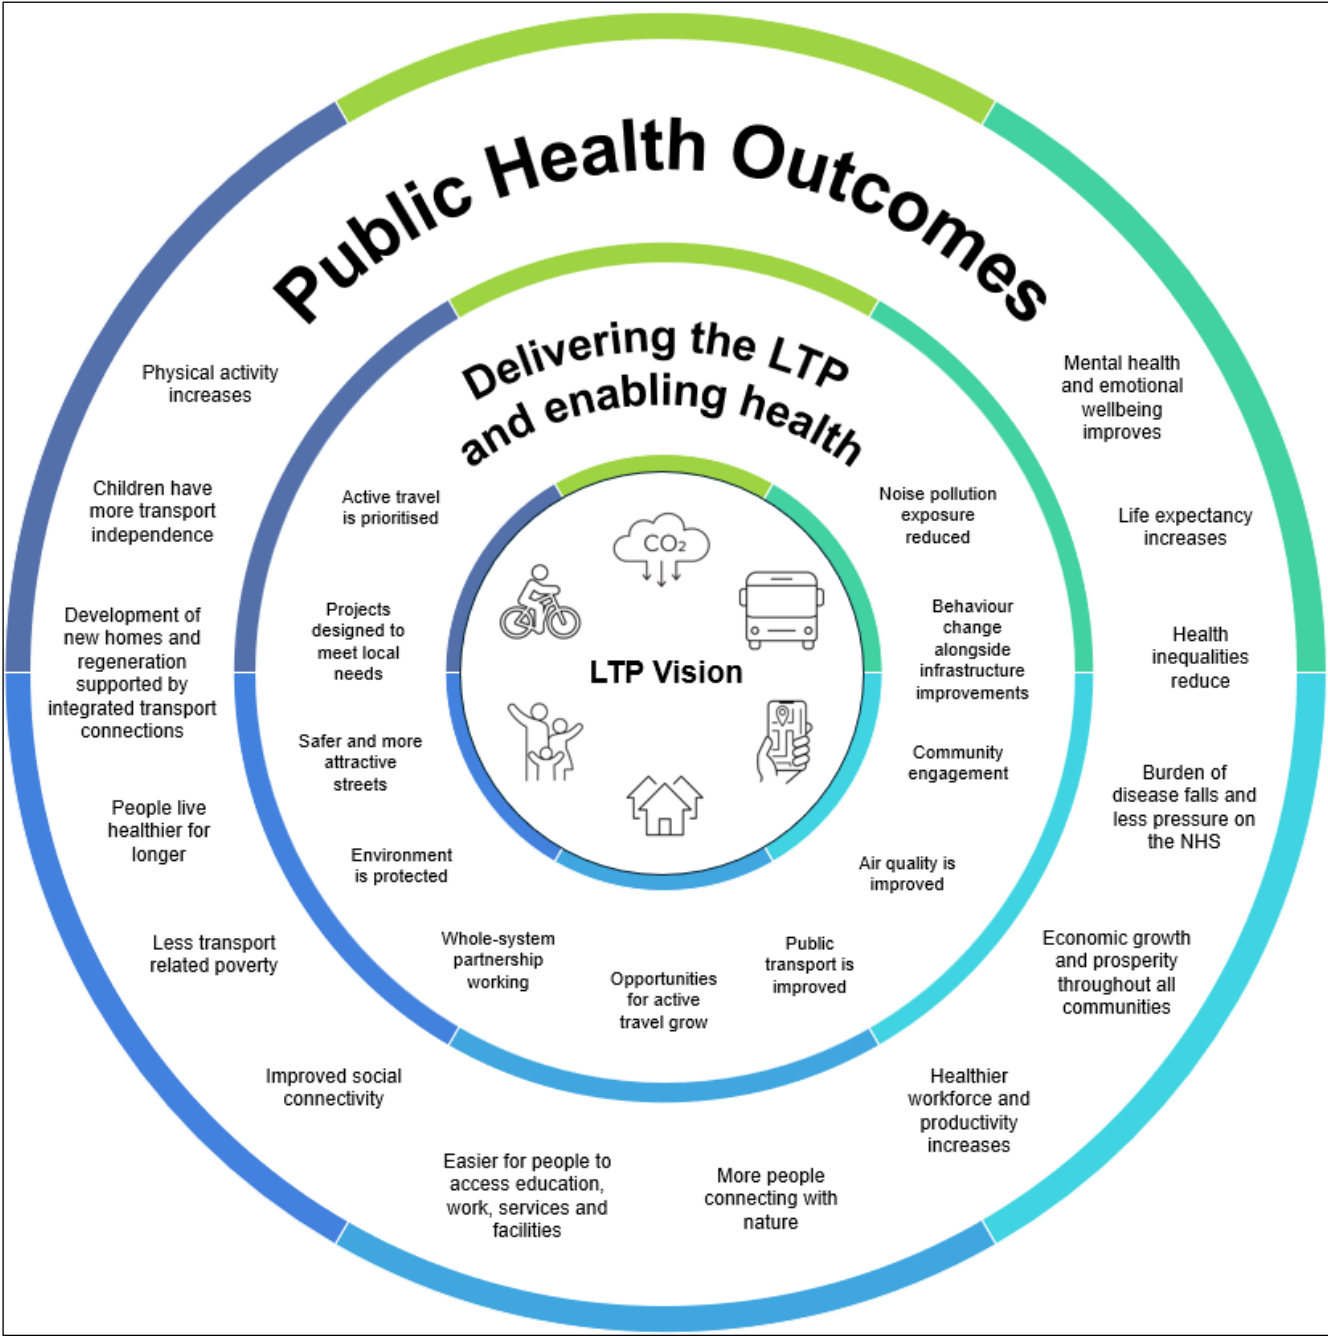 Public Health Outcomes
Delivering the LTP
and enabling health
LTP Vision
CO₂
Active travel
is prioritised
Projects
designed to
meet local
needs
Safer and more
attractive
streets
Environment
is protected
Whole-system
partnership
working
Opportunities
for active
travel grow
Public
transport is
improved
Air quality is
improved
Community
engagement
Behaviour
change
alongside
infrastructure
improvements
Noise pollution
exposure
reduced
Physical activity
increases
Children have
more transport
independence
Development of
new homes and
regeneration
supported by
integrated transport
connections
People live
healthier for
longer
Less transport
related poverty
Improved social
connectivity
Easier for people to
access education,
work, services and
facilities
More people
connecting with
nature
Healthier
workforce and
productivity
increases
Economic growth
and prosperity
throughout all
communities
Burden of
disease falls and
less pressure on
the NHS
Health
inequalities
reduce
Life expectancy
increases
Mental health
and emotional
wellbeing
improves